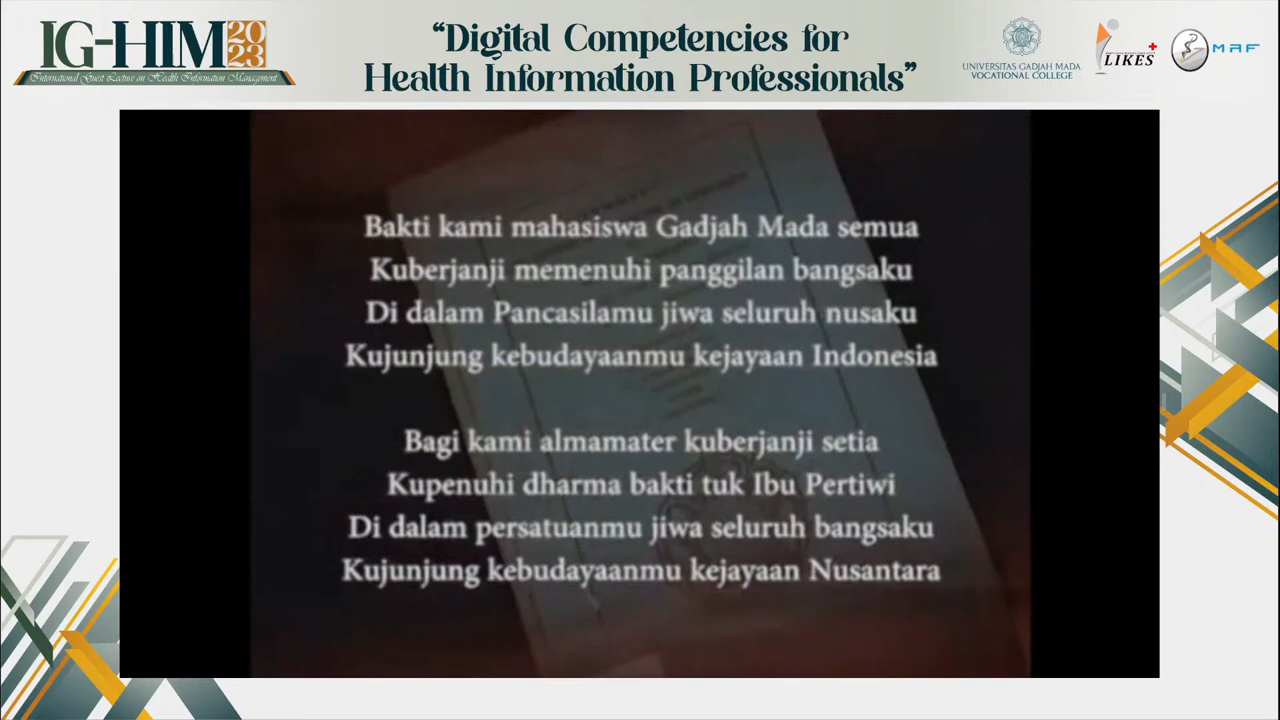 IG-HIM 2023
International Guest Lecture on Health Information Management
“Digital Competencies for
Health Information Professionals”
UNIVERSITAS GADJAH MADA
VOCATIONAL COLLEGE
LIKES
MAF
Bakti kami mahasiswa Gadjah Mada semua
Kuberjanji memenuhi panggilan bangsaku
Di dalam Pancasilamu jiwa seluruh nusaku
Kujunjung kebudayaanmu kejayaan Indonesia
Bagi kami almamater kuberjanji setia
Kupenuhi dharma bakti tuk Ibu Pertiwi
Di dalam persatuanmu jiwa seluruh bangsaku
Kujunjung kebudayaanmu kejayaan Nusantara